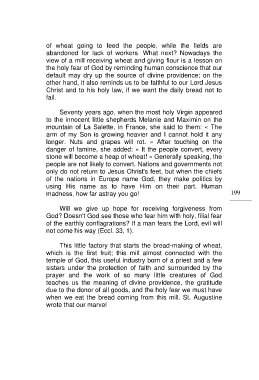 of wheat going to feed the people, while the fields are
abandoned for lack of workers. What next? Nowadays the
view of a mill receiving wheat and giving flour is a lesson on
the holy fear of God by reminding human conscience that our
default may dry up the source of divine providence; on the
other hand, it also reminds us to be faithful to our Lord Jesus
Christ and to his holy law, if we want the daily bread not to
fail.
Seventy years ago, when the most holy Virgin appeared
to the innocent little shepherds Melanie and Maximin on the
mountain of La Salette, in France, she said to them: « The
arm of my Son is growing heavier and I cannot hold it any
longer. Nuts and grapes will rot. » After touching on the
danger of famine, she added: « It the people convert, every
stone will become a heap of wheat! » Generally speaking, the
people are not likely to convert. Nations and governments not
only do not return to Jesus Christ's feet, but when the chiefs
of the nations in Europe name God, they make politics by
using His name as to have Him on their part. Human
madness, how far astray you go!
199
Will we give up hope for receiving forgiveness from
God? Doesn't God see those who fear him with holy, filial fear
of the earthly conflagrations? If a man fears the Lord, evil will
not come his way (Eccl. 33, 1).
This little factory that starts the bread-making of wheat,
which is the first fruit; this mill almost connected with the
temple of God, this useful industry born of a priest and a few
sisters under the protection of faith and surrounded by the
prayer and the work of so many little creatures of God
teaches us the meaning of divine providence, the gratitude
due to the donor of all goods, and the holy fear we must have
when we eat the bread coming from this mill. St. Augustine
wrote that our marvel